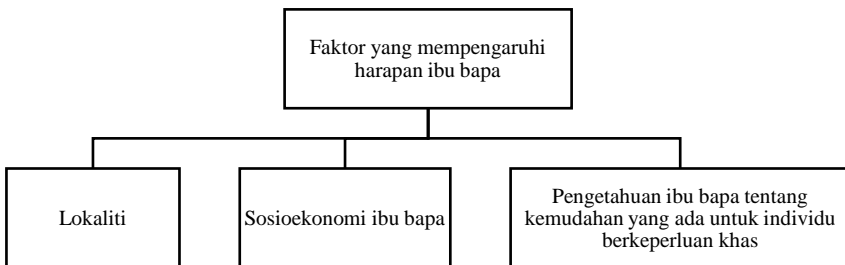 Faktor yang mempengaruhi
harapan ibu bapa
Lokaliti
Sosioekonomi ibu bapa
Pengetahuan ibu bapa tentang
kemudahan yang ada untuk individu
berkeperluan khas